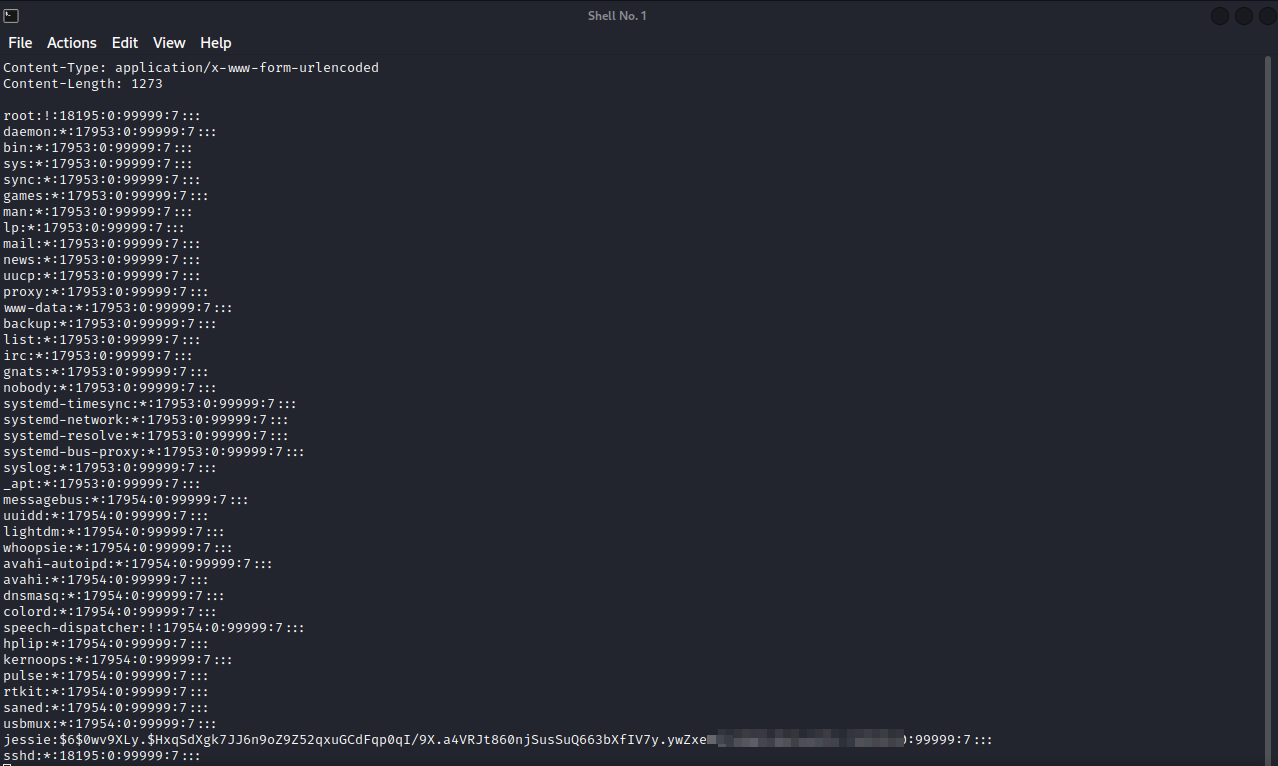 Shell No. 1
File Actions Edit View Help
Content-Type: application/x-www-form-urlencoded
Content-Length: 1273
root:!:18195:0:99999:7:::
daemon:*:17953:0:99999:7:::
bin:*:17953:0:99999:7:::
sys:*:17953:0:99999:7:::
sync:*:17953:0:99999:7:::
games:*:17953:0:99999:7:::
man:*:17953:0:99999:7:::
lp:*:17953:0:99999:7:::
mail:*:17953:0:99999:7:::
news:*:17953:0:99999:7:::
uucp:*:17953:0:99999:7:::
proxy:*:17953:0:99999:7:::
www-data:*:17953:0:99999:7:::
backup:*:17953:0:99999:7:::
list:*:17953:0:99999:7:::
irc:*:17953:0:99999:7:::
gnats:*:17953:0:99999:7:::
nobody:*:17953:0:99999:7:::
systemd-timesync:*:17953:0:99999:7:::
systemd-network:*:17953:0:99999:7:::
systemd-resolve:*:17953:0:99999:7:::
systemd-bus-proxy:*:17953:0:99999:7:::
syslog:*:17953:0:99999:7:::
_apt:*:17953:0:99999:7:::
messagebus:*:17954:0:99999:7:::
uuidd:*:17954:0:99999:7:::
lightdm:*:17954:0:99999:7:::
whoopsie:*:17954:0:99999:7:::
avahi-autoipd:*:17954:0:99999:7:::
avahi:*:17954:0:99999:7:::
dnsmasq:*:17954:0:99999:7:::
colord:*:17954:0:99999:7:::
speech-dispatcher:!:17954:0:99999:7:::
hplip:*:17954:0:99999:7:::
kernoops:*:17954:0:99999:7:::
pulse:*:17954:0:99999:7:::
rtkit:*:17954:0:99999:7:::
saned:*:17954:0:99999:7:::
usbmux:*:17954:0:99999:7:::
jessie:$6$0wv9XLy.$HxqSdXgk7JJ6n9oZ9Z52qxuGCdFqp0qI/9X.a4VRJt860njSusSuQ663bXfIV7y.ywZxe :99999:7:::
sshd:*:18195:0:99999:7:::